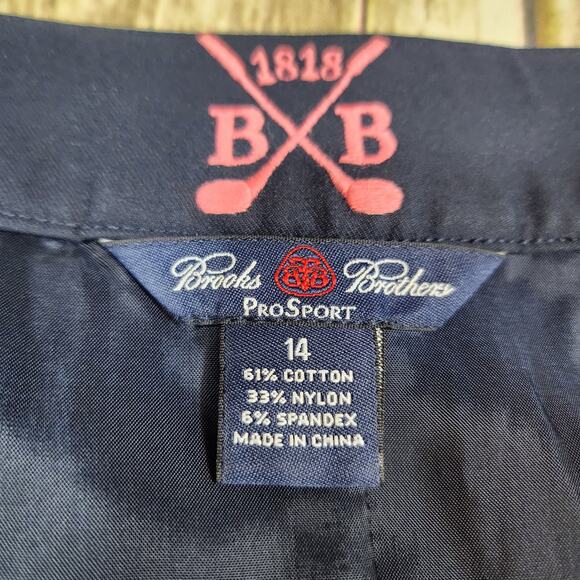 1818
B B
Brooks Brothers
PROSPORT
14
61% COTTON
33% NYLON
6% SPANDEX
MADE IN CHINA